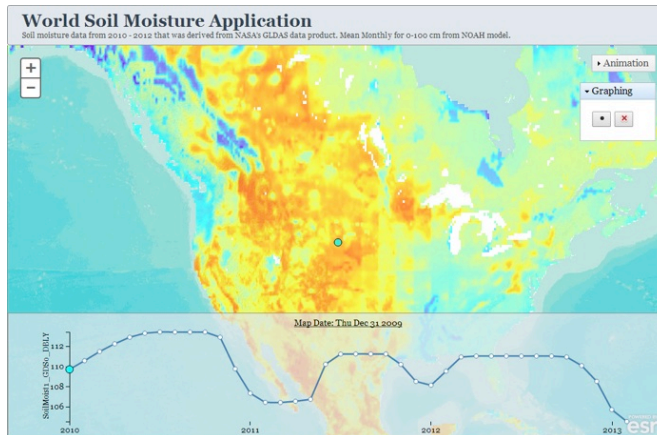 World Soil Moisture Application
Soil moisture data from 2010 - 2012 that was derived from NASA's GLDAS data product. Mean Monthly for 0-100 cm from NOAH model.
+
−
Animation
Graphing
Map Date: Thu Dec 31 2009
SoilMoist1_GDS0_DBLY
112
110
108
106
2010
2011
2012
2013
esri